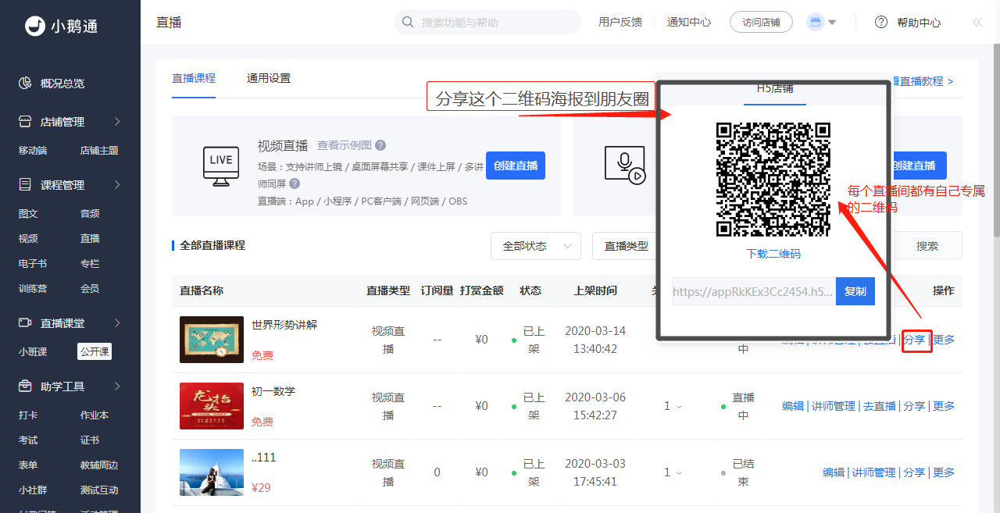 小鹅通
直播
搜索功能与帮助
用户反馈
通知中心
访问店铺
帮助中心
概况总览
店铺管理
移动端
店铺主题
课程管理
图文
音频
视频
直播
电子书
专栏
训练营
会员
直播课堂
小班课
公开课
助学工具
打卡
作业本
考试
证书
表单
教辅周边
小社群
测试互动
直播课程
通用设置
看直播教程 >
分享这个二维码海报到朋友圈
H5店铺
LIVE
视频直播 查看示例图
场景：支持讲师上镜 / 桌面屏幕共享 / 课件上屏 / 多讲
师同屏
直播端：App / 小程序 / PC客户端 / 网页端 / OBS
创建直播
创建直播
每个直播间都有自己专属
的二维码
下载二维码
https://appRkKEx3Cc2454.h5...
复制
全部直播课程
全部状态
直播类型
搜索
直播名称
直播类型
订阅量
打赏金额
状态
上架时间
操作
世界形势讲解
免费
视频直
播
--
¥0
已上
架
2020-03-14
13:40:42
中
编辑 | 讲师管理 | 去直播 | 分享 | 更多
龙抬头
初一数学
免费
视频直
播
--
¥0
已上
架
2020-03-06
15:42:27
1
直播
中
编辑 | 讲师管理 | 去直播 | 分享 | 更多
..111
¥29
视频直
播
0
¥0
已上
架
2020-03-03
17:45:41
1
已结
束
编辑 | 讲师管理 | 分享 | 更多